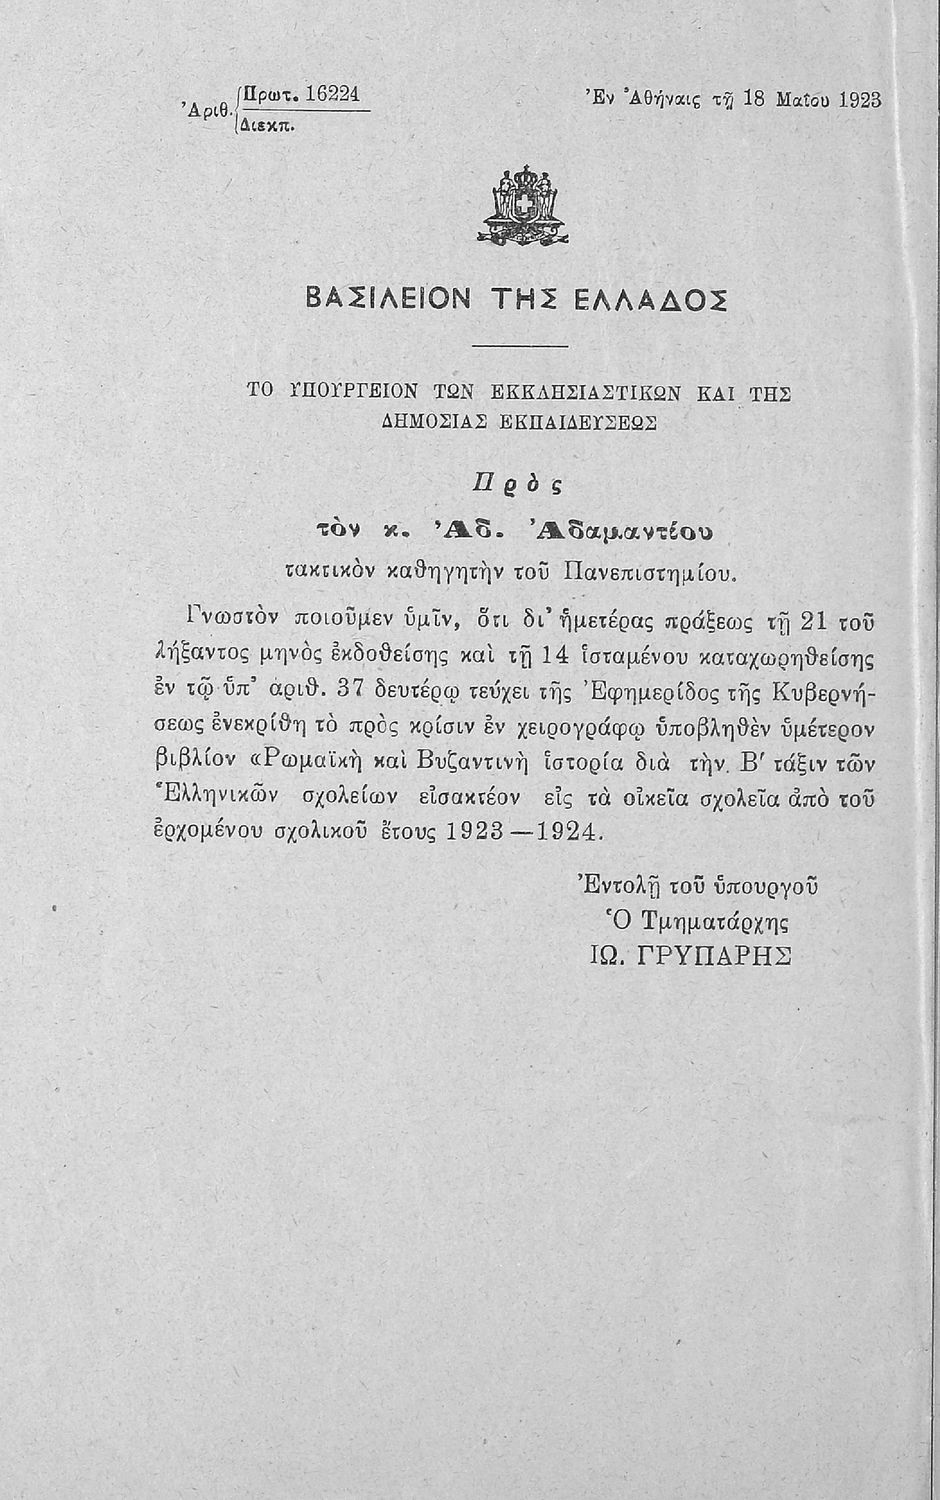 Ἀριθ. Πρωτ. 16224
Διεκπ.
Ἐν Ἀθήναις τῇ 18 Μαΐου 1923
ΒΑΣΙΛΕΙΟΝ ΤΗΣ ΕΛΛΑΔΟΣ
ΤΟ ΥΠΟΥΡΓΕΙΟΝ ΤΩΝ ΕΚΚΛΗΣΙΑΣΤΙΚΩΝ ΚΑΙ ΤΗΣ
ΔΗΜΟΣΙΑΣ ΕΚΠΑΙΔΕΥΣΕΩΣ
Πρὸς
τὸν κ. Ἀδ. Ἀδαμαντίου
τακτικὸν καθηγητὴν τοῦ Πανεπιστημίου.
Γνωστὸν ποιοῦμεν ὑμῖν, ὅτι δι’ ἡμετέρας πράξεως τῇ 21 τοῦ
λήξαντος μηνὸς ἐκδοθείσης καὶ τῇ 14 ἱσταμένου καταχωρηθείσης
ἐν τῷ ὑπ’ ἀριθ. 37 δευτέρῳ τεύχει τῆς Ἐφημερίδος τῆς Κυβερνή-
σεως ἐνεκρίθη τὸ πρὸς κρίσιν ἐν χειρογράφῳ ὑποβληθὲν ὑμέτερον
βιβλίον «Ρωμαϊκὴ καὶ Βυζαντινὴ ἱστορία διὰ τὴν Β′ τάξιν τῶν
Ἑλληνικῶν σχολείων εἰσακτέον εἰς τὰ οἰκεῖα σχολεῖα ἀπὸ τοῦ
ἐρχομένου σχολικοῦ ἔτους 1923—1924.
Ἐντολῇ τοῦ ὑπουργοῦ
Ὁ Τμηματάρχης
ΙΩ. ΓΡΥΠΑΡΗΣ